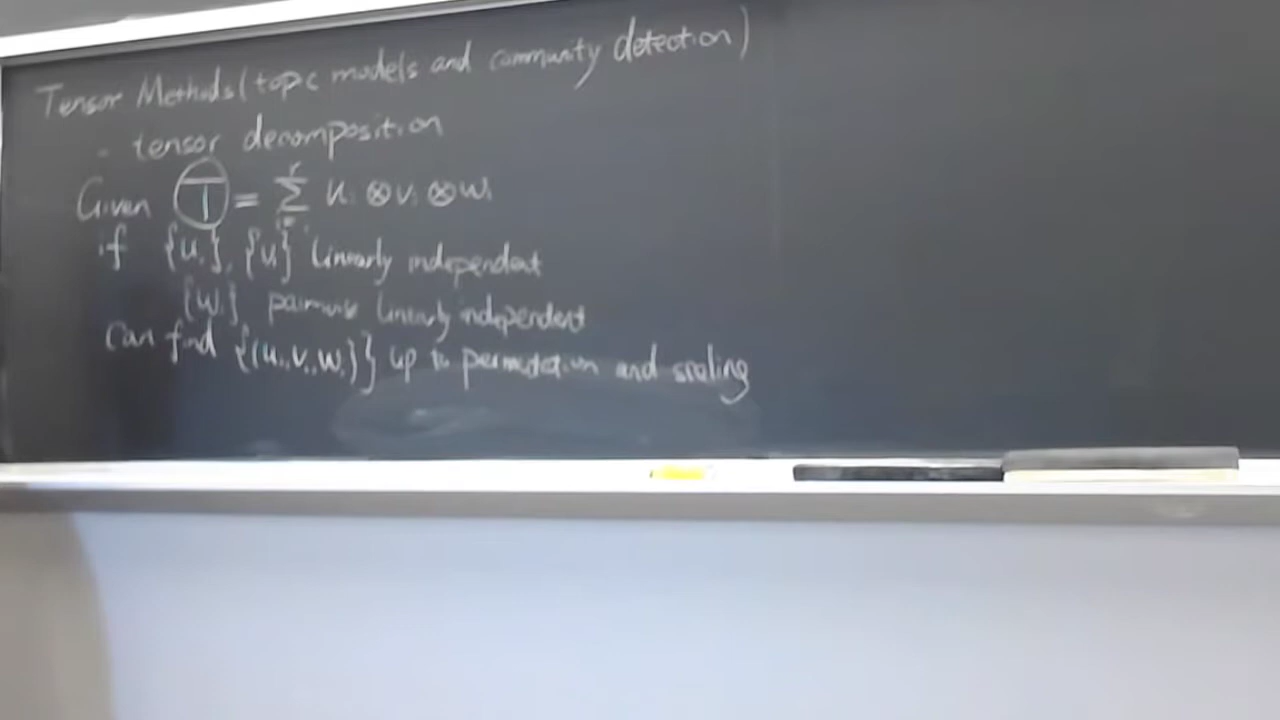 Tensor Methods (topic models and community detection)
- tensor decomposition
Given T = ∑ᵢ₌₁ʳ uᵢ ⊗ vᵢ ⊗ wᵢ
if {uᵢ}, {vᵢ} linearly independent
{wᵢ} pairwise linearly independent
can find {(uᵢ, vᵢ, wᵢ)} up to permutation and scaling